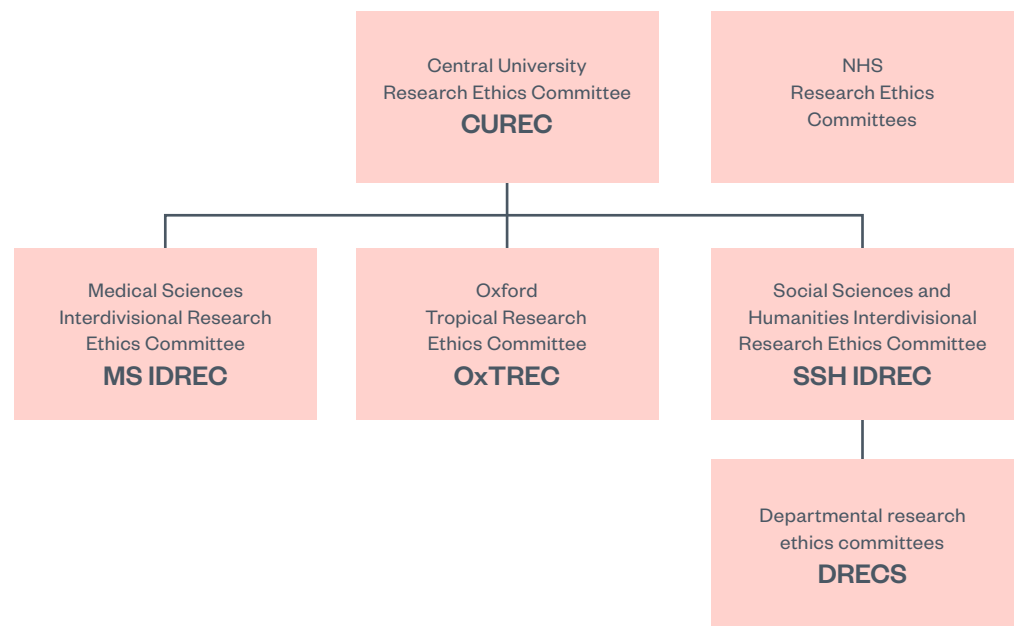 Central University
Research Ethics Committee
CUREC
NHS
Research Ethics
Committees
Medical Sciences
Interdivisional Research
Ethics Committee
MS IDREC
Oxford
Tropical Research
Ethics Committee
OxTREC
Social Sciences and
Humanities Interdivisional
Research Ethics Committee
SSH IDREC
Departmental research
ethics committees
DRECS